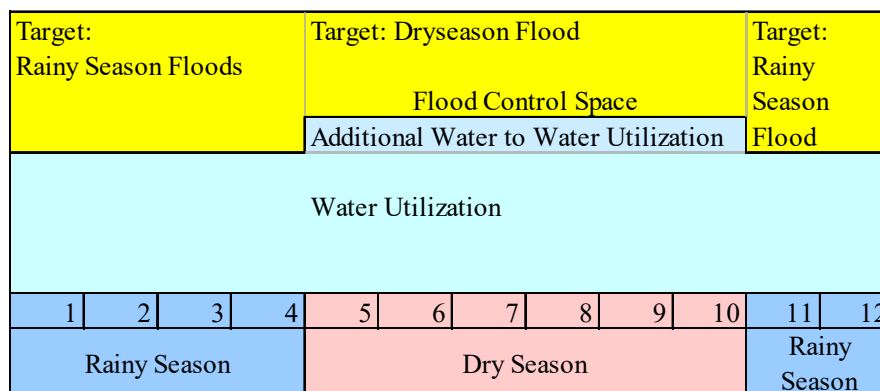 Target:
Rainy Season Floods
Target: Dryseason Flood
Flood Control Space
Target:
Rainy
Season
Flood
Additional Water to Water Utilization
Water Utilization
1 2 3 4 5 6 7 8 9 10 11 12
Rainy Season
Dry Season
Rainy
Season